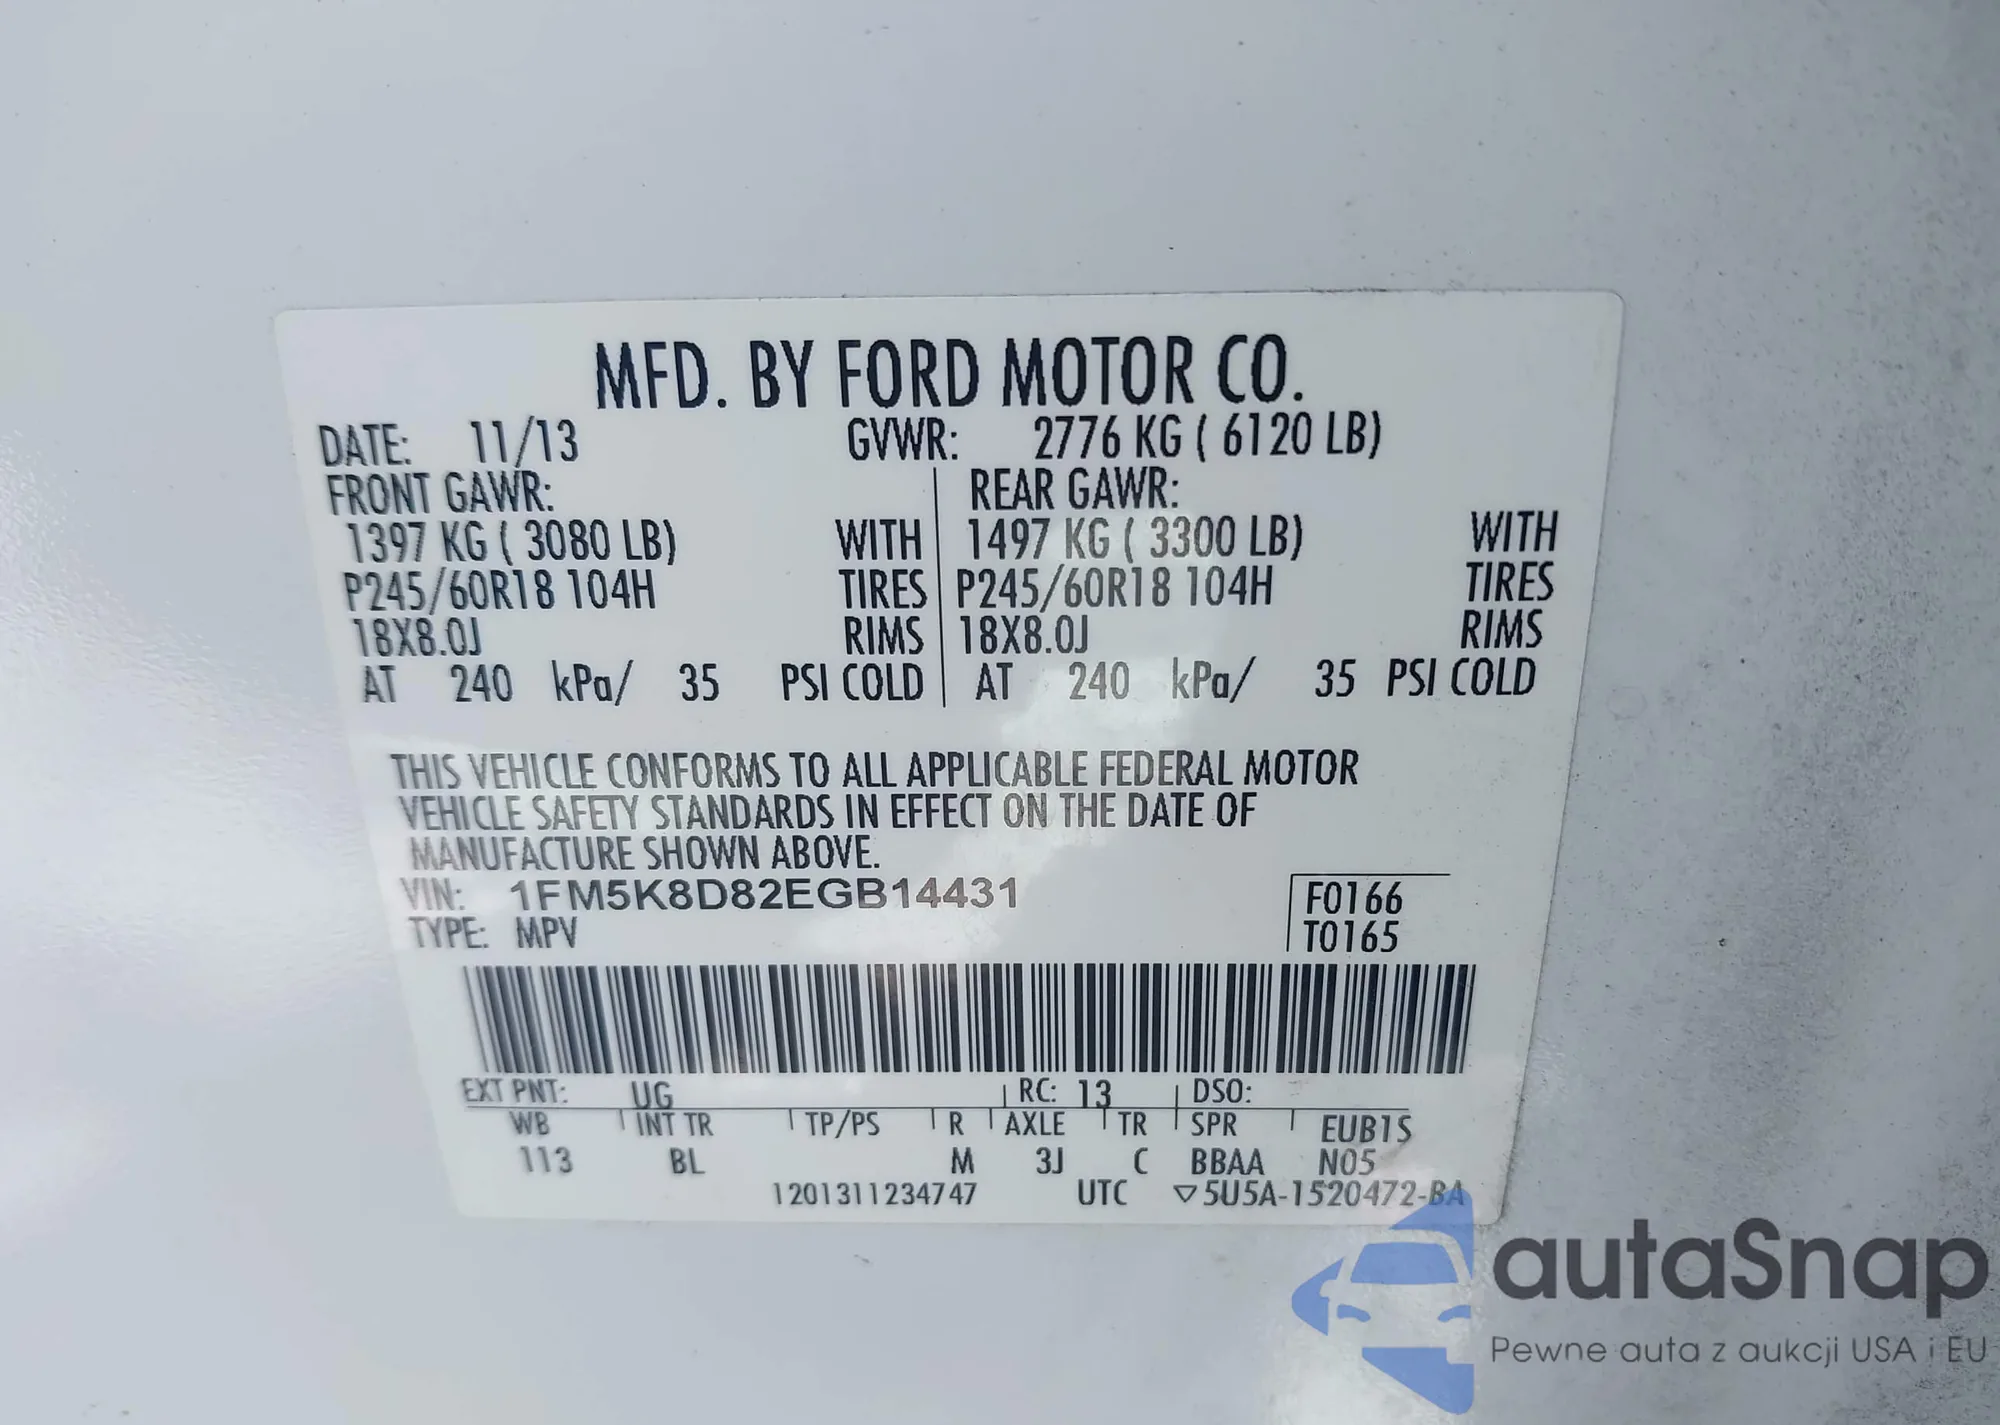 MFD. BY FORD MOTOR CO.
DATE: 11/13 GVWR: 2776 KG ( 6120 LB)
FRONT GAWR: REAR GAWR:
1397 KG ( 3080 LB) WITH 1497 KG ( 3300 LB) WITH
P245/60R18 104H TIRES P245/60R18 104H TIRES
18X8.0J RIMS 18X8.0J RIMS
AT 240 kPa/ 35 PSI COLD AT 240 kPa/ 35 PSI COLD
THIS VEHICLE CONFORMS TO ALL APPLICABLE FEDERAL MOTOR
VEHICLE SAFETY STANDARDS IN EFFECT ON THE DATE OF
MANUFACTURE SHOWN ABOVE.
VIN: 1FM5K8D82EGB14431 F0166
TYPE: MPV T0165
EXT PNT: UG RC: 13 DSO:
WB INT TR TP/PS R AXLE TR SPR EUB1S
113 BL M 3J C BBAA N05
1201311234747 UTC ▽5U5A-1520472-BA
autaSnap
Pewne auta z aukcji USA i EU